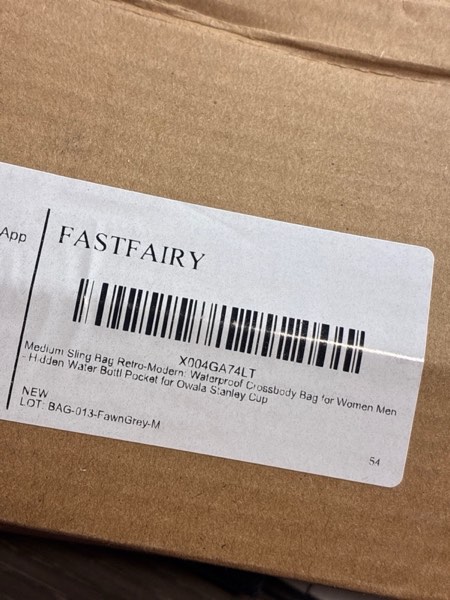 App
FASTFAIRY
X004GA74LT
Medium Sling Bag Retro-Modern: Waterproof Crossbody Bag for Women Men
- Hidden Water Bottl Pocket for Owala Stanley Cup
NEW
LOT: BAG-013-FawnGrey-M
54